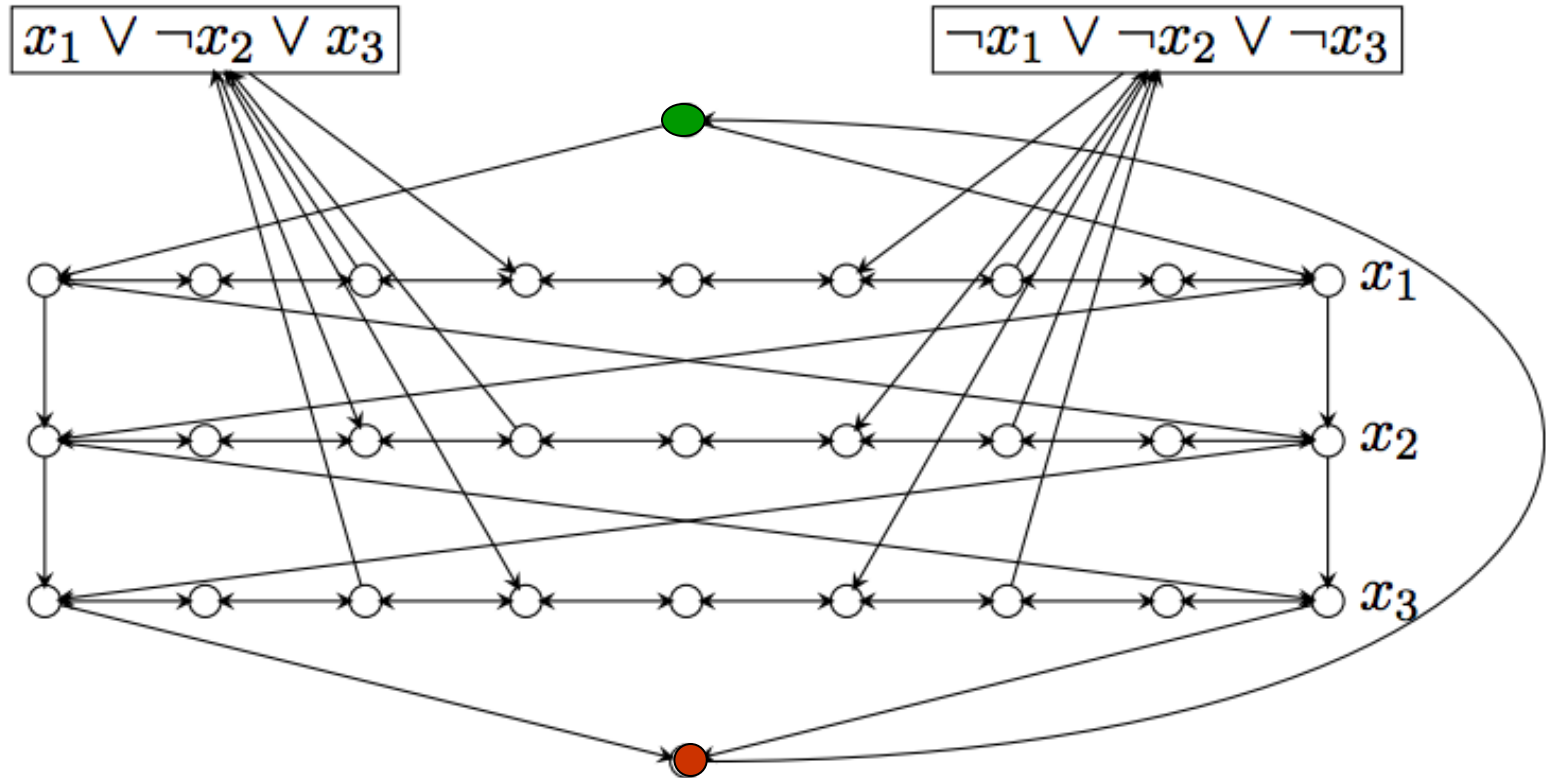 x₁ ∨ ¬x₂ ∨ x₃
¬x₁ ∨ ¬x₂ ∨ ¬x₃
x₁
x₂
x₃